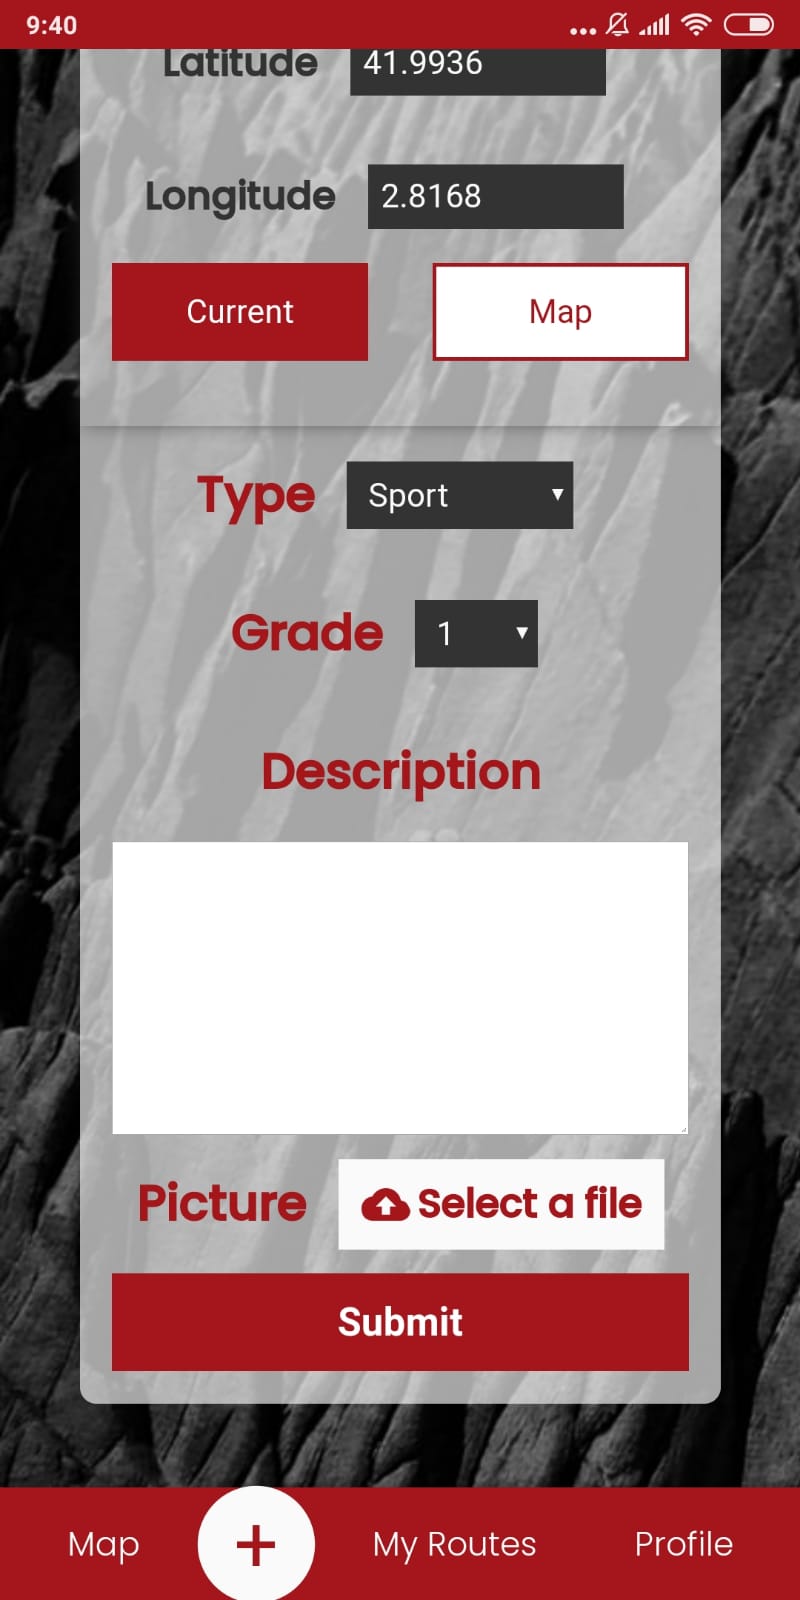 9:40
Latitude 41.9936
Longitude 2.8168
Current Map
Type Sport
Grade 1
Description
Picture Select a file
Submit
Map + My Routes Profile